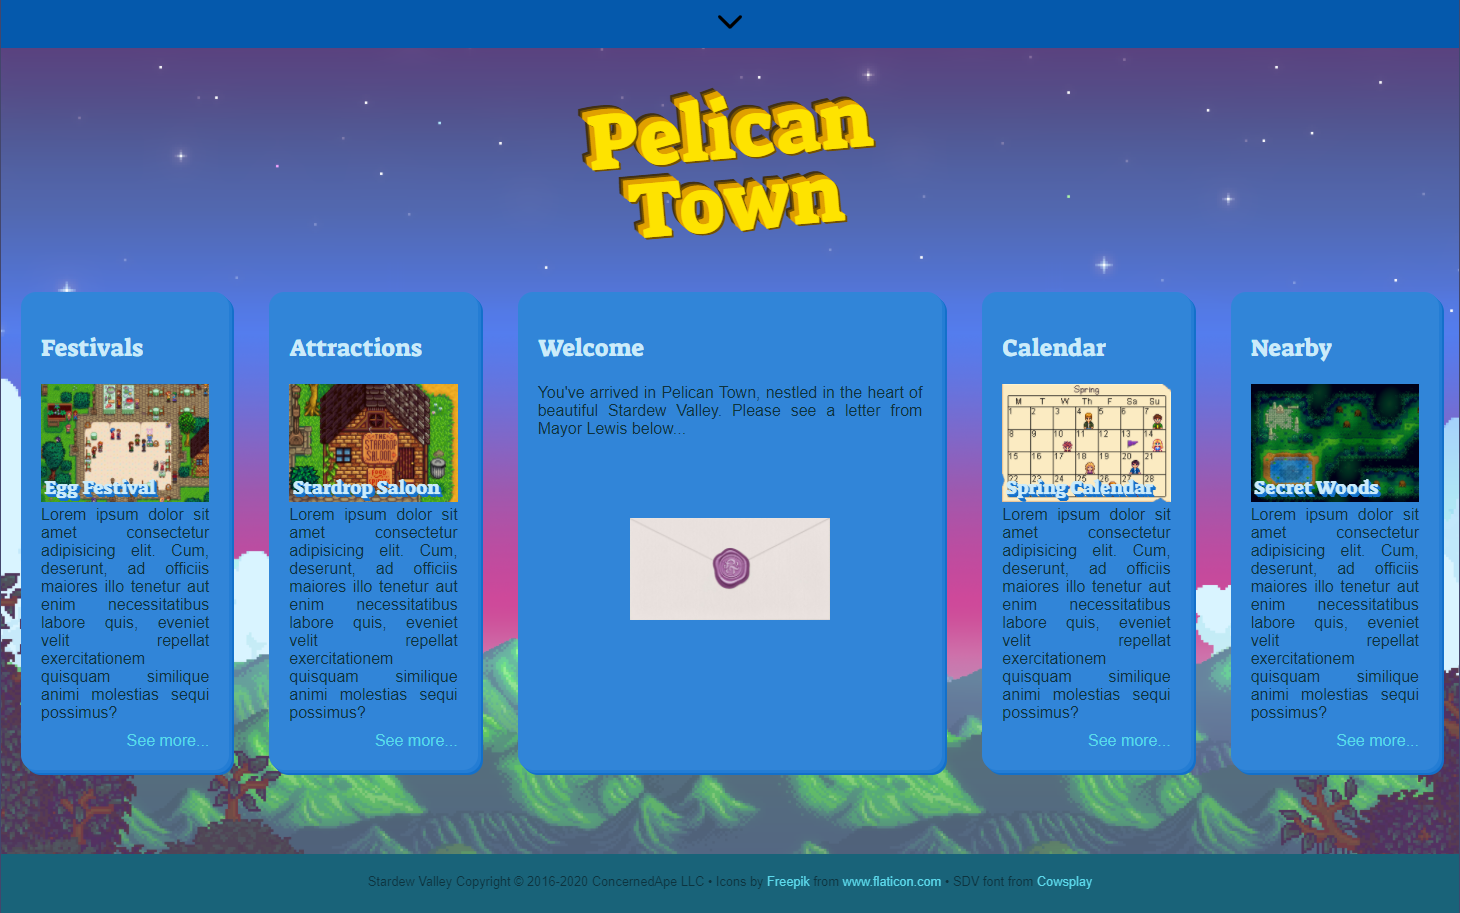 Pelican
Town
Festivals
Egg Festival
Lorem ipsum dolor sit
amet consectetur
adipisicing elit. Cum,
deserunt, ad officiis
maiores illo tenetur aut
enim necessitatibus
labore quis, eveniet
velit repellat
exercitationem
quisquam similique
animi molestias sequi
possimus?
See more...
Attractions
THE
STARDROP
SALOON
Stardrop Saloon
Lorem ipsum dolor sit
amet consectetur
adipisicing elit. Cum,
deserunt, ad officiis
maiores illo tenetur aut
enim necessitatibus
labore quis, eveniet
velit repellat
exercitationem
quisquam similique
animi molestias sequi
possimus?
See more...
Welcome
You've arrived in Pelican Town, nestled in the heart of
beautiful Stardew Valley. Please see a letter from
Mayor Lewis below...
Calendar
Spring
M T W Th F Sa Su
1 2 3 4 5 6 7
8 9 10 11 12 13 14
15 16 17 18 19 20 21
22 25 26 27 28
Spring Calendar
Lorem ipsum dolor sit
amet consectetur
adipisicing elit. Cum,
deserunt, ad officiis
maiores illo tenetur aut
enim necessitatibus
labore quis, eveniet
velit repellat
exercitationem
quisquam similique
animi molestias sequi
possimus?
See more...
Nearby
Secret Woods
Lorem ipsum dolor sit
amet consectetur
adipisicing elit. Cum,
deserunt, ad officiis
maiores illo tenetur aut
enim necessitatibus
labore quis, eveniet
velit repellat
exercitationem
quisquam similique
animi molestias sequi
possimus?
See more...
Stardew Valley Copyright © 2016-2020 ConcernedApe LLC • Icons by Freepik from www.flaticon.com • SDV font from Cowsplay